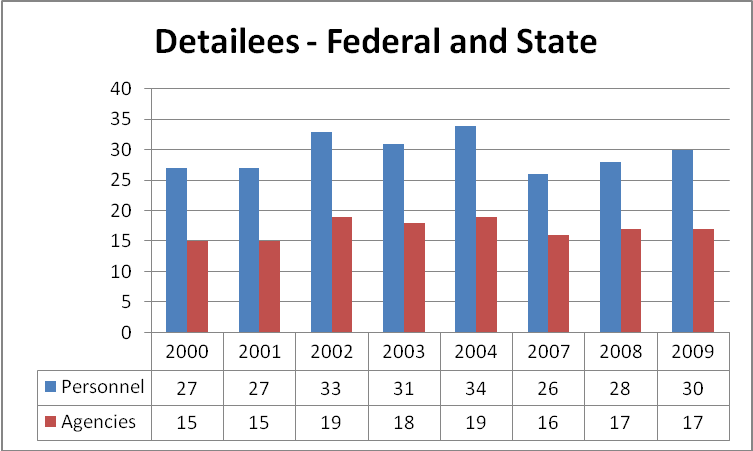 Detailees - Federal and State
40
35
30
25
20
15
10
5
0
2000 2001 2002 2003 2004 2007 2008 2009
Personnel 27 27 33 31 34 26 28 30
Agencies 15 15 19 18 19 16 17 17